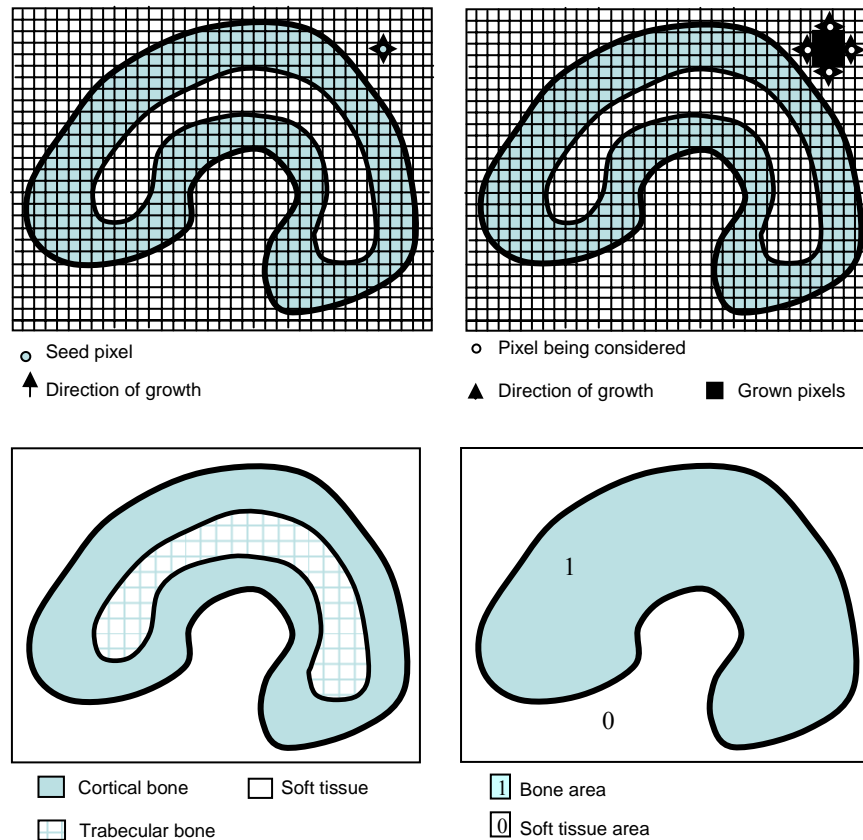 Seed pixel
Direction of growth
Pixel being considered
Direction of growth Grown pixels
1
0
Cortical bone Soft tissue
Trabecular bone
1 Bone area
0 Soft tissue area